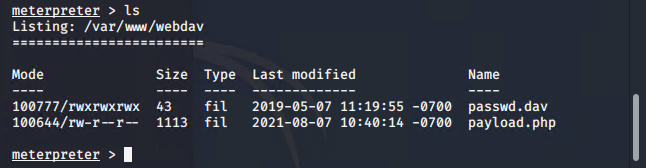 meterpreter > ls
Listing: /var/www/webdav
========================
Mode              Size  Type  Last modified              Name
----              ----  ----  -------------              ----
100777/rwxrwxrwx  43    fil   2019-05-07 11:19:55 -0700  passwd.dav
100644/rw-r--r--  1113  fil   2021-08-07 10:40:14 -0700  payload.php
meterpreter >